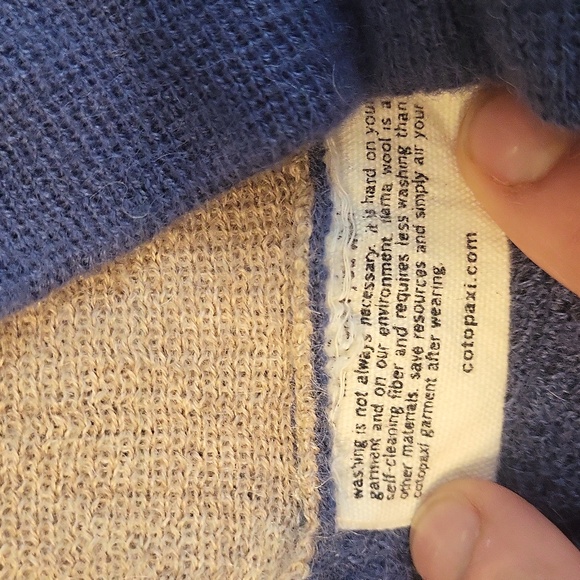 washing is not always necessary. it is hard on your
garment and on our environment. llama wool is a
self-cleaning fiber and requires less washing than
other materials. save resources and simply air your
cotopaxi garment after wearing.
cotopaxi.com